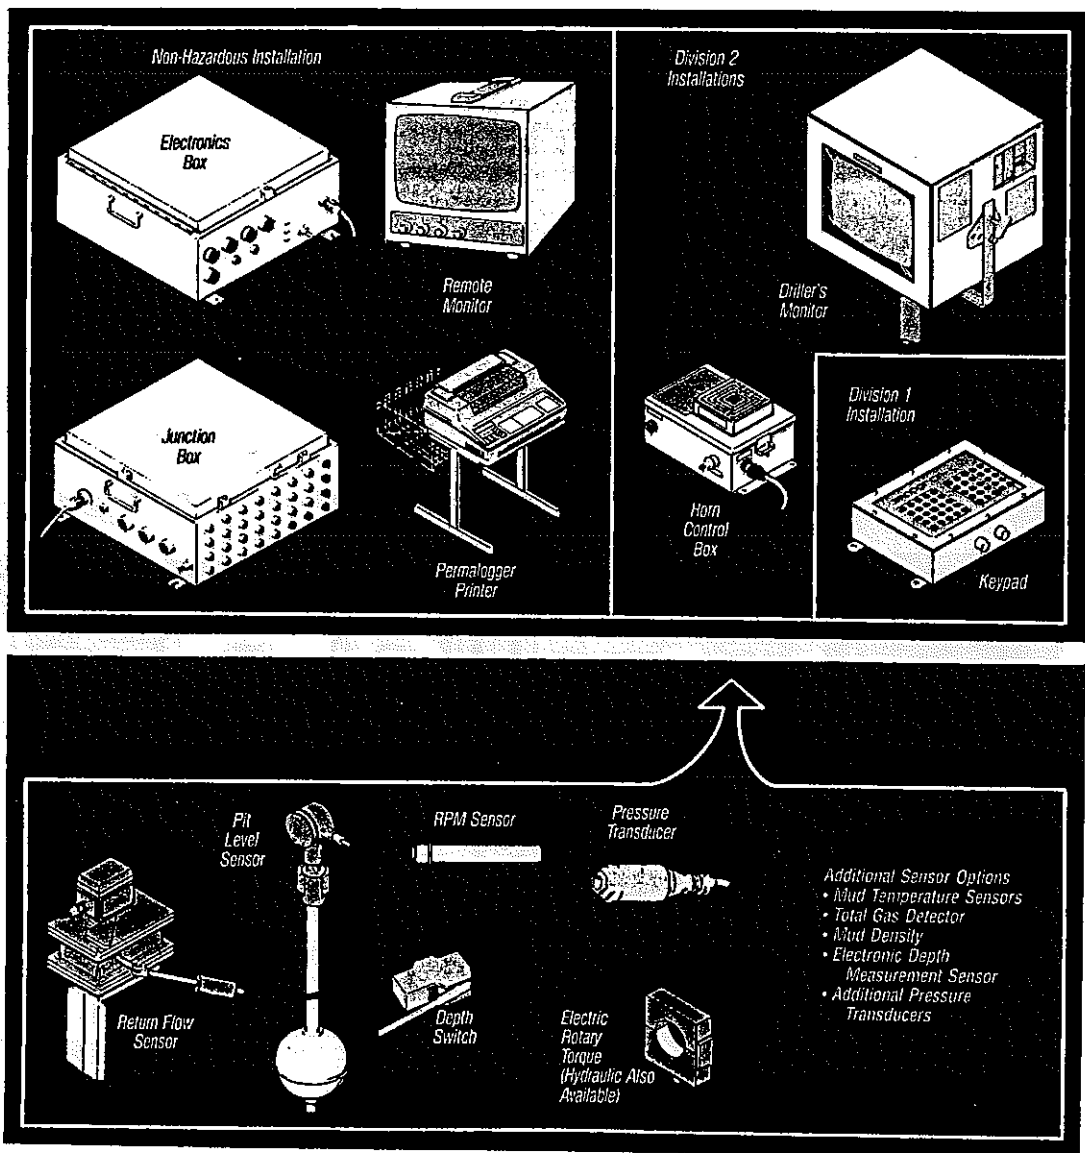 Non-Hazardous Installation
Electronics
Box
Remote
Monitor
Junction
Box
Permalogger
Printer
Division 2
Installations
Driller's
Monitor
Horn
Control
Box
Division 1
Installation
Keypad
Pit
Level
Sensor
RPM Sensor
Pressure
Transducer
Return Flow
Sensor
Depth
Switch
Electric
Rotary
Torque
(Hydraulic Also
Available)
Additional Sensor Options
• Mud Temperature Sensors
• Total Gas Detector
• Mud Density
• Electronic Depth
Measurement Sensor
• Additional Pressure
Transducers